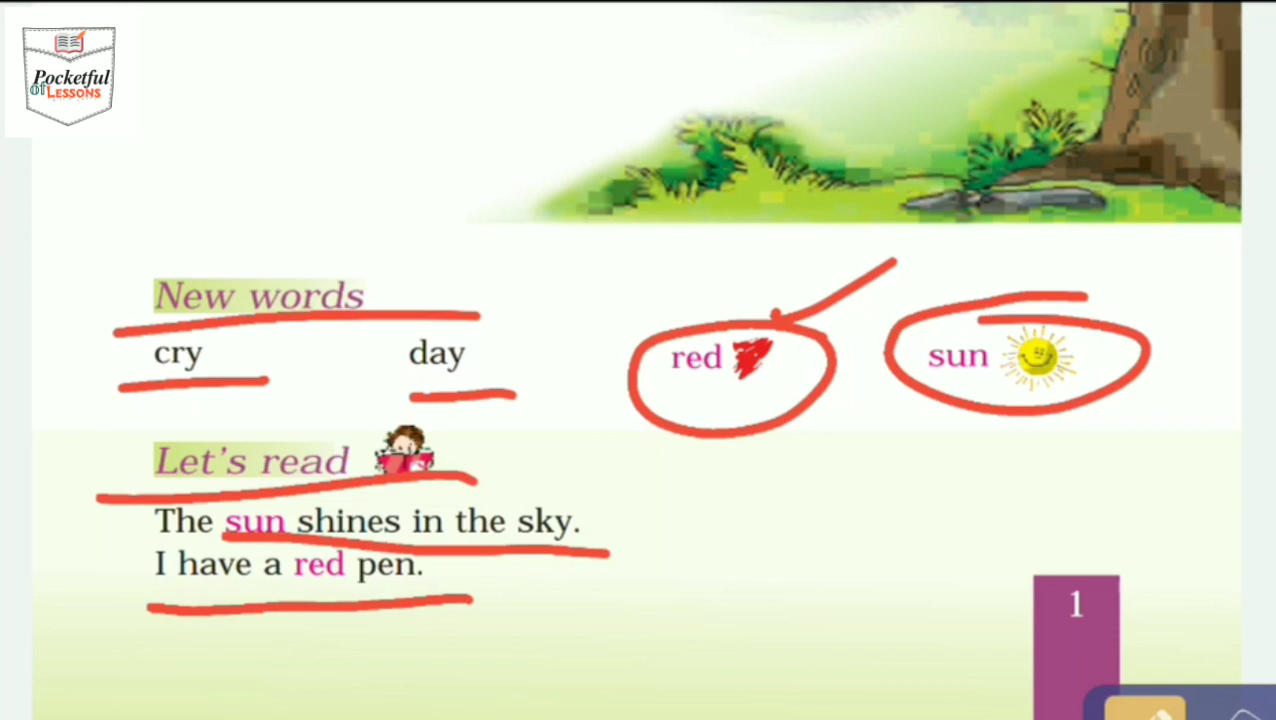 Pocketful
of LESSONS
New words
cry day red sun
Let's read
The sun shines in the sky.
I have a red pen.
1